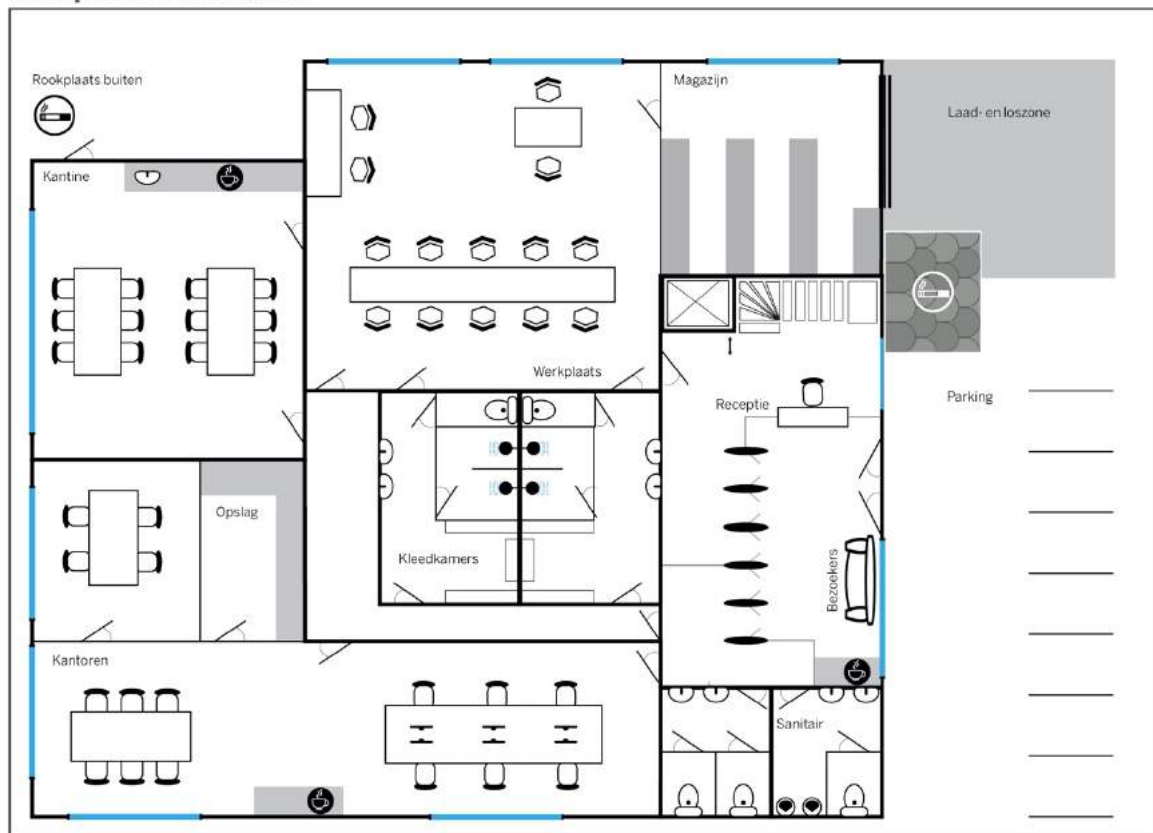 Rookplaats buiten
Magazijn
Laad- en loszone
Kantine
Werkplaats
Receptie
Parking
Opslag
Kleedkamers
Bezoekers
Kantoren
Sanitair